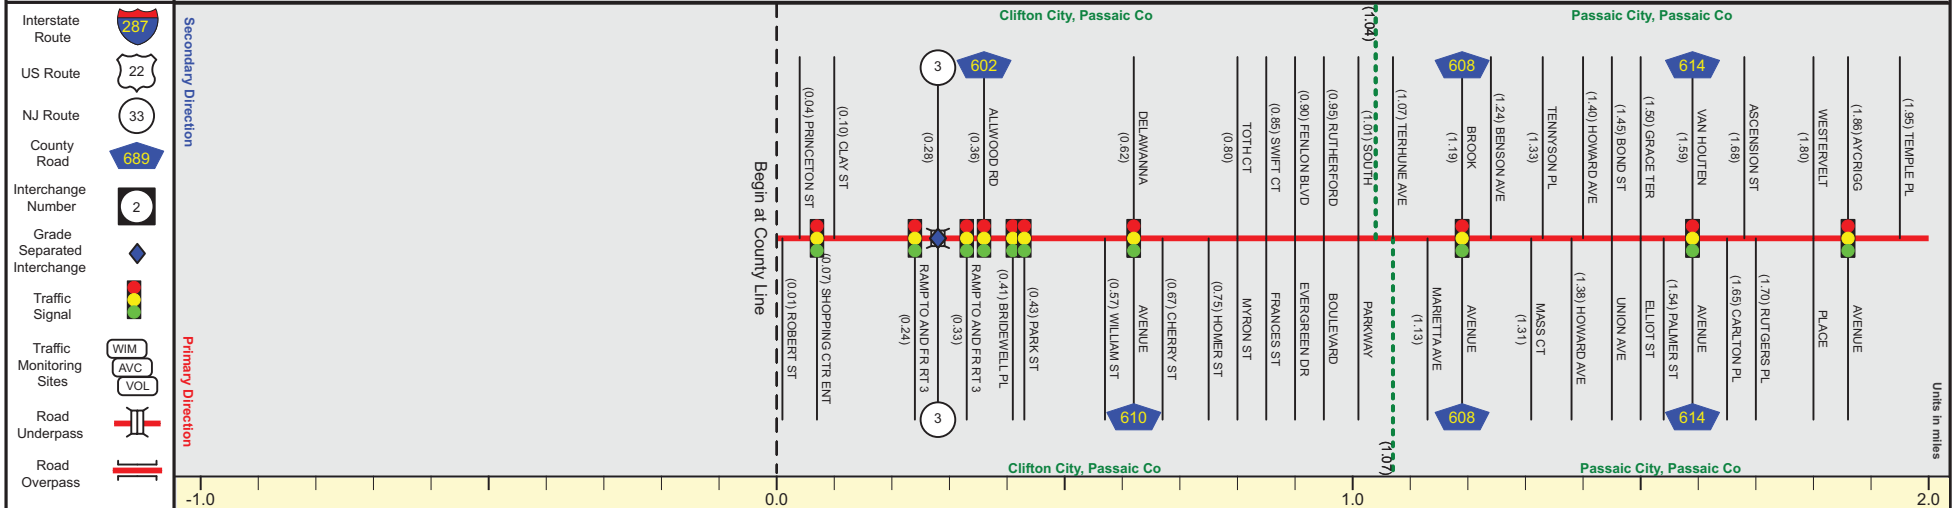 Interstate
Route
287
US Route
22
NJ Route
33
County
Road
689
Interchange
Number
2
Grade
Separated
Interchange
Traffic
Signal
Traffic
Monitoring
Sites
WIM
AVC
VOL
Road
Underpass
Road
Overpass
Secondary Direction
Primary Direction
Clifton City, Passaic Co
(1.04)
Passaic City, Passaic Co
Begin at County Line
(0.04) PRINCETON ST
(0.10) CLAY ST
3
(0.28)
602
(0.36)
ALLWOOD RD
(0.62)
DELAWANNA
(0.80)
TOTH CT
(0.85) SWIFT CT
(0.90) FENLON BLVD
(0.95) RUTHERFORD
(1.01) SOUTH
(1.07) TERHUNE AVE
608
(1.19)
BROOK
(1.24) BENSON AVE
(1.33)
TENNYSON PL
(1.40) HOWARD AVE
(1.45) BOND ST
(1.50) GRACE TER
614
(1.59)
VAN HOUTEN
(1.68)
ASCENSION ST
(1.80)
WESTERVELT
(1.86) AYCRIGG
(1.95) TEMPLE PL
(0.01) ROBERT ST
(0.07) SHOPPING CTR ENT
(0.24)
RAMP TO AND FR RT 3
3
(0.33)
RAMP TO AND FR RT 3
(0.41) BRIDEWELL PL
(0.43) PARK ST
(0.57) WILLIAM ST
AVENUE
610
(0.67) CHERRY ST
(0.75) HOMER ST
MYRON ST
FRANCES ST
EVERGREEN DR
BOULEVARD
PARKWAY
(1.07)
(1.13)
MARIETTA AVE
AVENUE
608
(1.31)
MASS CT
(1.38) HOWARD AVE
UNION AVE
ELLIOT ST
(1.54) PALMER ST
AVENUE
614
(1.65) CARLTON PL
(1.70) RUTGERS PL
PLACE
AVENUE
Clifton City, Passaic Co
Passaic City, Passaic Co
Units in miles
-1.0
0.0
1.0
2.0